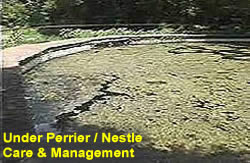 Under Perrier / Nestle
Care & Management